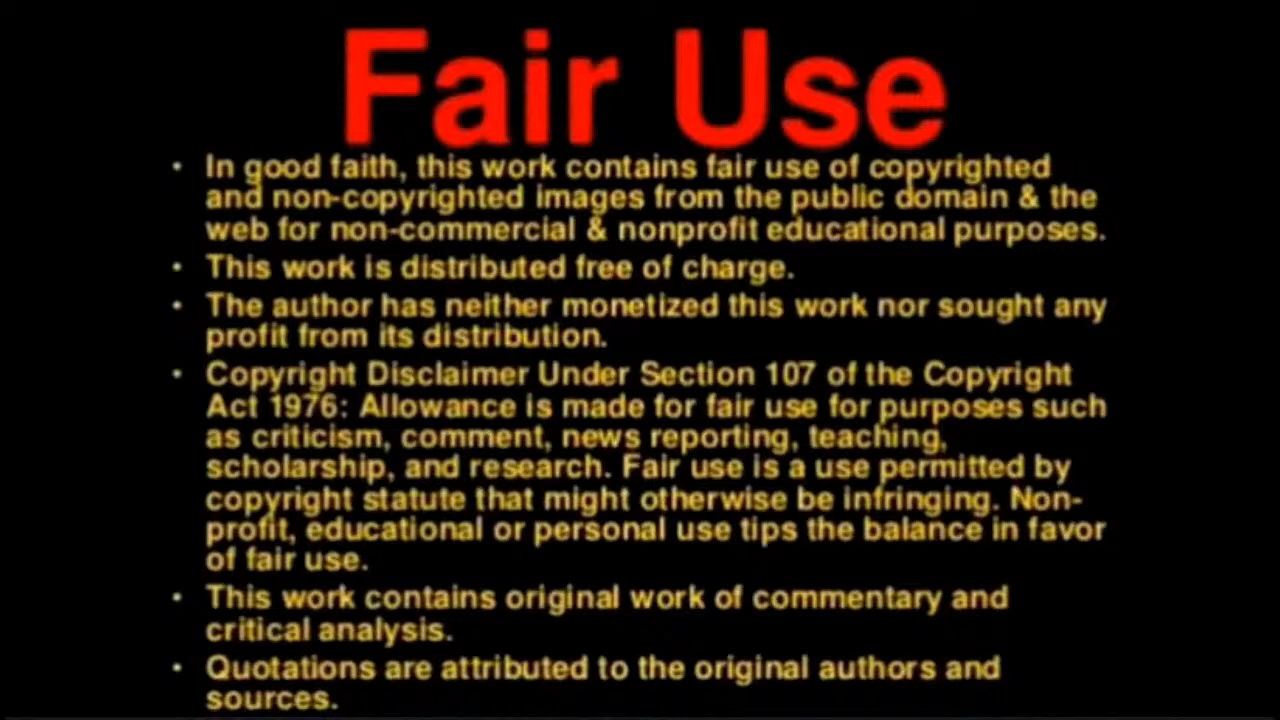 Fair Use
• In good faith, this work contains fair use of copyrighted
and non-copyrighted images from the public domain & the
web for non-commercial & nonprofit educational purposes.
• This work is distributed free of charge.
• The author has neither monetized this work nor sought any
profit from its distribution.
• Copyright Disclaimer Under Section 107 of the Copyright
Act 1976: Allowance is made for fair use for purposes such
as criticism, comment, news reporting, teaching,
scholarship, and research. Fair use is a use permitted by
copyright statute that might otherwise be infringing. Non-
profit, educational or personal use tips the balance in favor
of fair use.
• This work contains original work of commentary and
critical analysis.
• Quotations are attributed to the original authors and
sources.